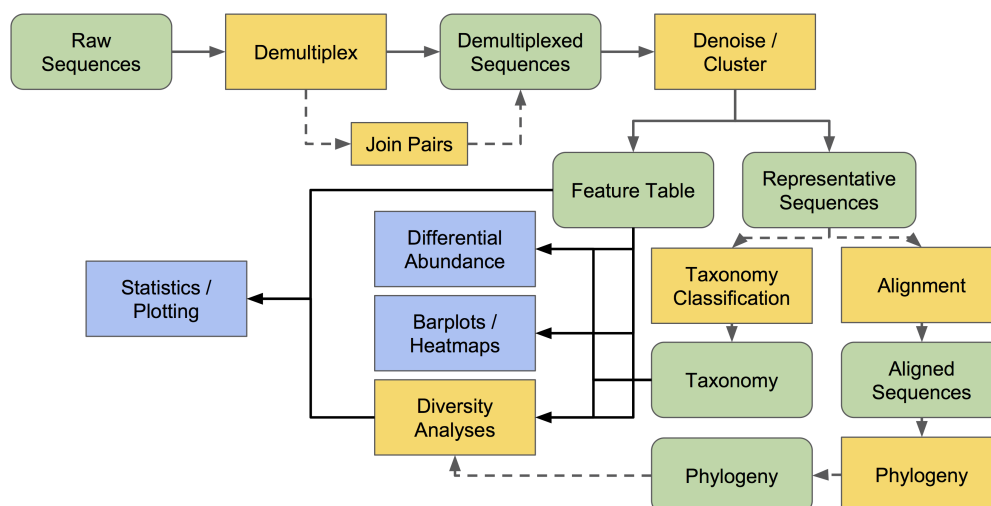 Raw
Sequences
Demultiplex
Demultiplexed
Sequences
Denoise /
Cluster
Join Pairs
Feature Table
Representative
Sequences
Differential
Abundance
Taxonomy
Classification
Alignment
Statistics /
Plotting
Barplots /
Heatmaps
Taxonomy
Aligned
Sequences
Diversity
Analyses
Phylogeny
Phylogeny